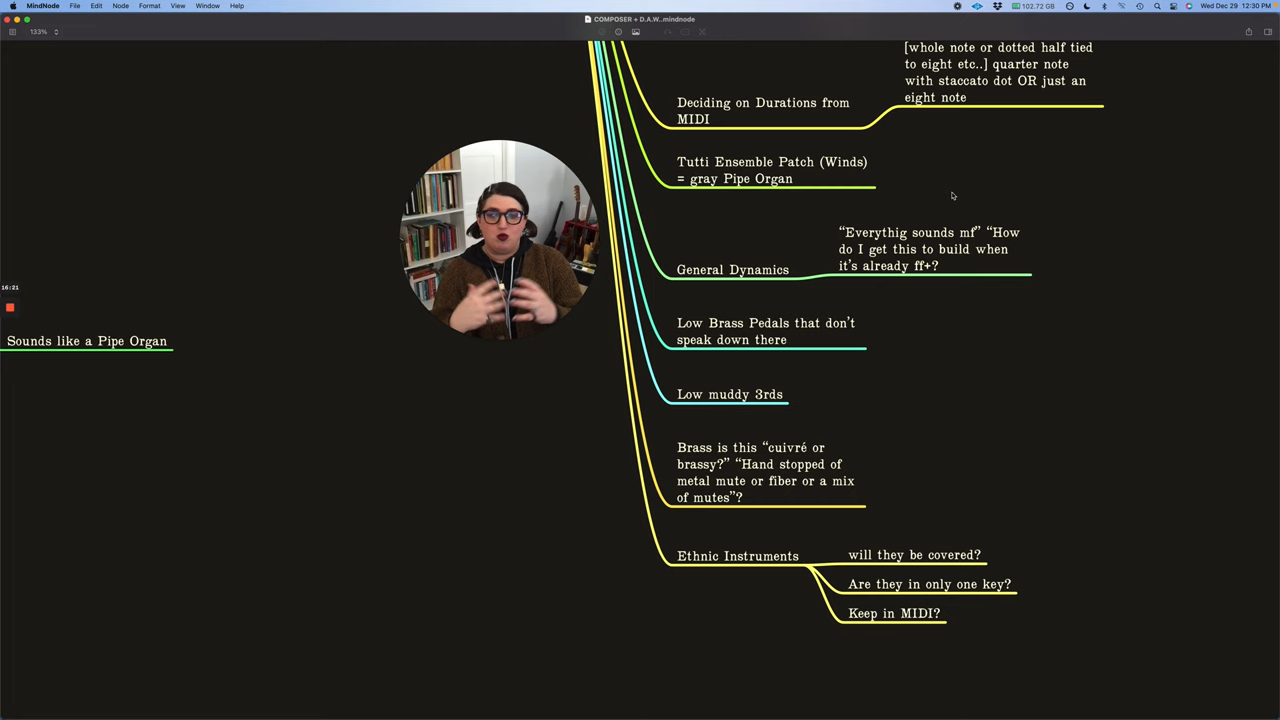 MindNode File Edit Node Format View Window Help
102.72 GB
Wed Dec 29 12:30 PM
COMPOSER + D.A.W..mindnode
133%
[whole note or dotted half tied
to eight etc..] quarter note
with staccato dot OR just an
eight note
Deciding on Durations from
MIDI
Tutti Ensemble Patch (Winds)
= gray Pipe Organ
"Everythig sounds mf" "How
do I get this to build when
it's already ff+?
General Dynamics
16:21
Low Brass Pedals that don't
speak down there
Sounds like a Pipe Organ
Low muddy 3rds
Brass is this "cuivré or
brassy?" "Hand stopped of
metal mute or fiber or a mix
of mutes"?
Ethnic Instruments
will they be covered?
Are they in only one key?
Keep in MIDI?